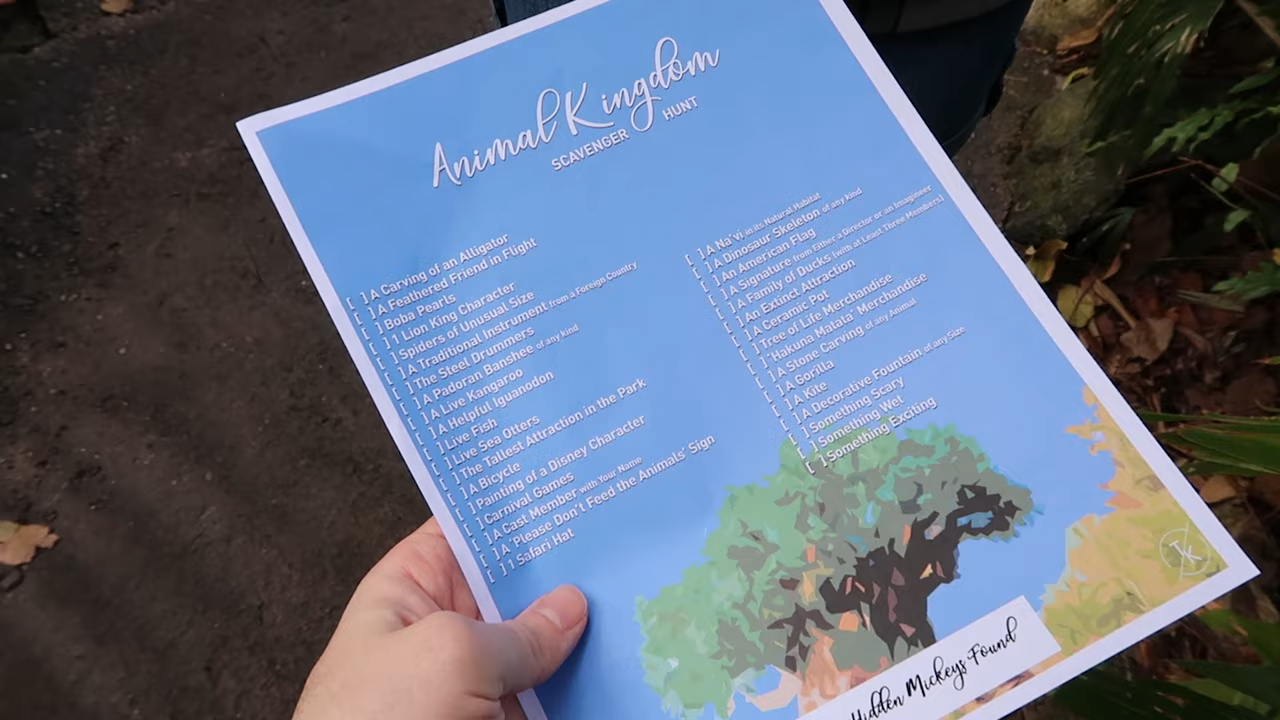 Animal Kingdom
SCAVENGER HUNT
[ ] A Carving of an Alligator
[ ] A Feathered Friend in Flight
[ ] Boba Pearls
[ ] 1 Lion King Character
[ ] Spiders of Unusual Size
[ ] A Traditional Instrument from a Foreign Country
[ ] The Steel Drummers
[ ] A Padoran Banshee of any kind
[ ] A Live Kangaroo
[ ] A Helpful Iguanodon
[ ] Live Fish
[ ] Live Sea Otters
[ ] The Tallest Attraction in the Park
[ ] A Bicycle
[ ] Painting of a Disney Character
[ ] Carnival Games
[ ] A Cast Member with Your Name
[ ] A 'Please Don't Feed the Animals' Sign
[ ] 1 Safari Hat
[ ] A Na'vi in its Natural Habitat
[ ] A Dinosaur Skeleton of any kind
[ ] An American Flag
[ ] A Signature from Either a Director or an Imagineer
[ ] A Family of Ducks (with at Least Three Members)
[ ] An Extinct Attraction
[ ] A Ceramic Pot
[ ] Tree of Life Merchandise
[ ] 'Hakuna Matata' Merchandise
[ ] A Stone Carving of any Animal
[ ] A Gorilla
[ ] A Kite
[ ] A Decorative Fountain of any Size
[ ] Something Scary
[ ] Something Wet
[ ] Something Exciting
TK
Hidden Mickeys Found